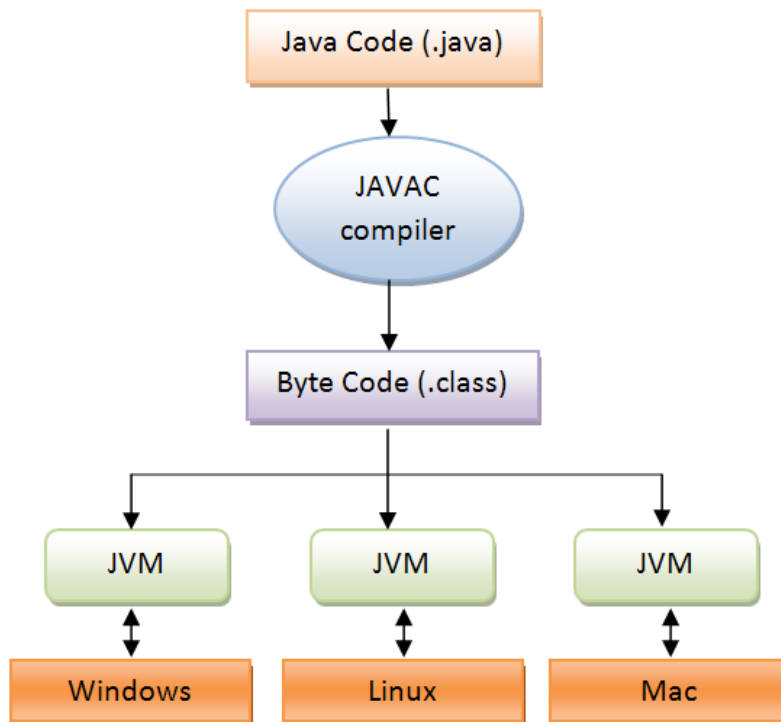 Java Code (.java)
JAVAC
compiler
Byte Code (.class)
JVM
JVM
JVM
Windows
Linux
Mac